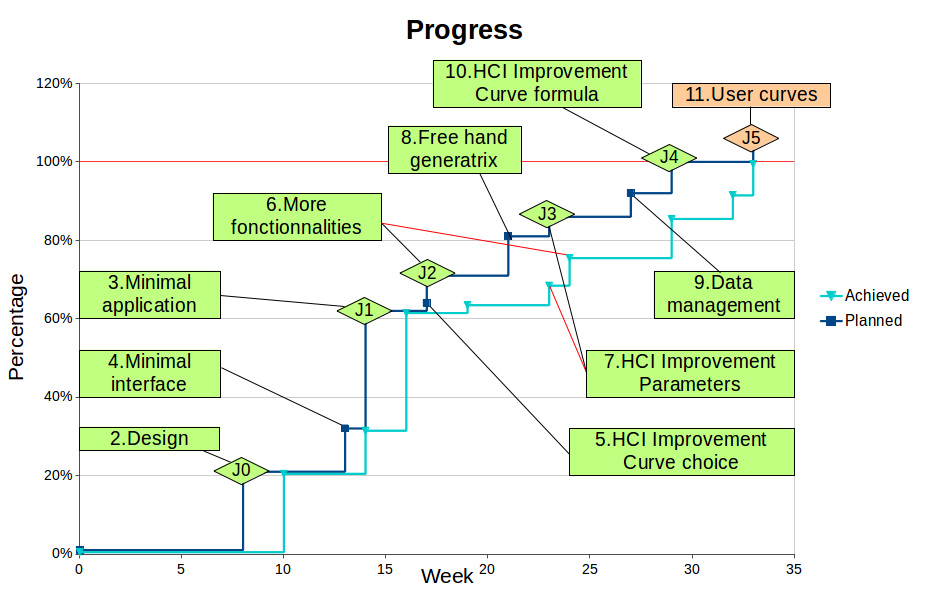 Progress
10.HCI Improvement
Curve formula
11.User curves
120%
8.Free hand
generatrix
J5
100%
J4
6.More
fonctionnalities
J3
80%
J2
3.Minimal
application
9.Data
management
Achieved
Planned
Percentage
J1
60%
4.Minimal
interface
7.HCI Improvement
Parameters
40%
2.Design
5.HCI Improvement
Curve choice
J0
20%
0%
0
5
10
15
20
25
30
35
Week